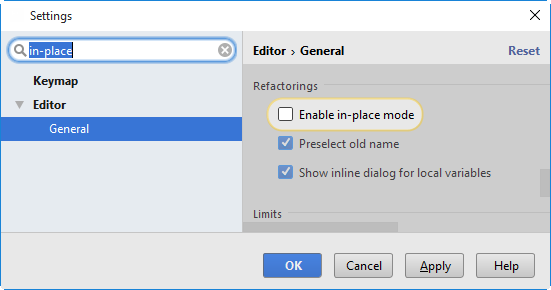 Settings
in-place
Keymap
Editor
General
Editor › General
Reset
Refactorings
Enable in-place mode
Preselect old name
Show inline dialog for local variables
Limits
OK
Cancel
Apply
Help